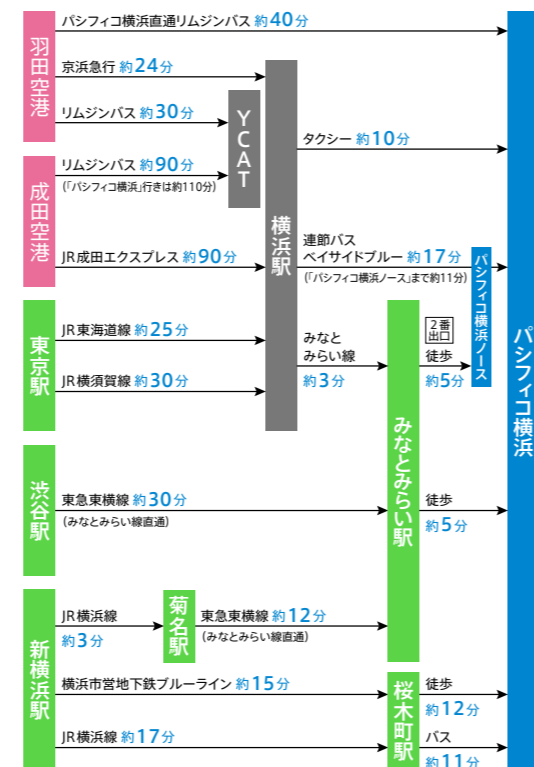 羽田空港
パシフィコ横浜直通リムジンバス 約40分
京浜急行 約24分
リムジンバス 約30分
YCAT
成田空港
リムジンバス 約90分
(「パシフィコ横浜」行きは約110分)
JR成田エクスプレス 約90分
横浜駅
タクシー 約10分
連節バス
ベイサイドブルー 約17分
(「パシフィコ横浜ノース」まで約11分)
パシフィコ横浜ノース
パシフィコ横浜
東京駅
JR東海道線 約25分
JR横須賀線 約30分
みなと
みらい線
約3分
みなとみらい駅
2番
出口
徒歩
約5分
渋谷駅
東急東横線 約30分
(みなとみらい線直通)
徒歩
約5分
新横浜駅
JR横浜線
約3分
菊名駅
東急東横線 約12分
(みなとみらい線直通)
横浜市営地下鉄ブルーライン 約15分
桜木町駅
徒歩
約12分
JR横浜線 約17分
バス
約11分